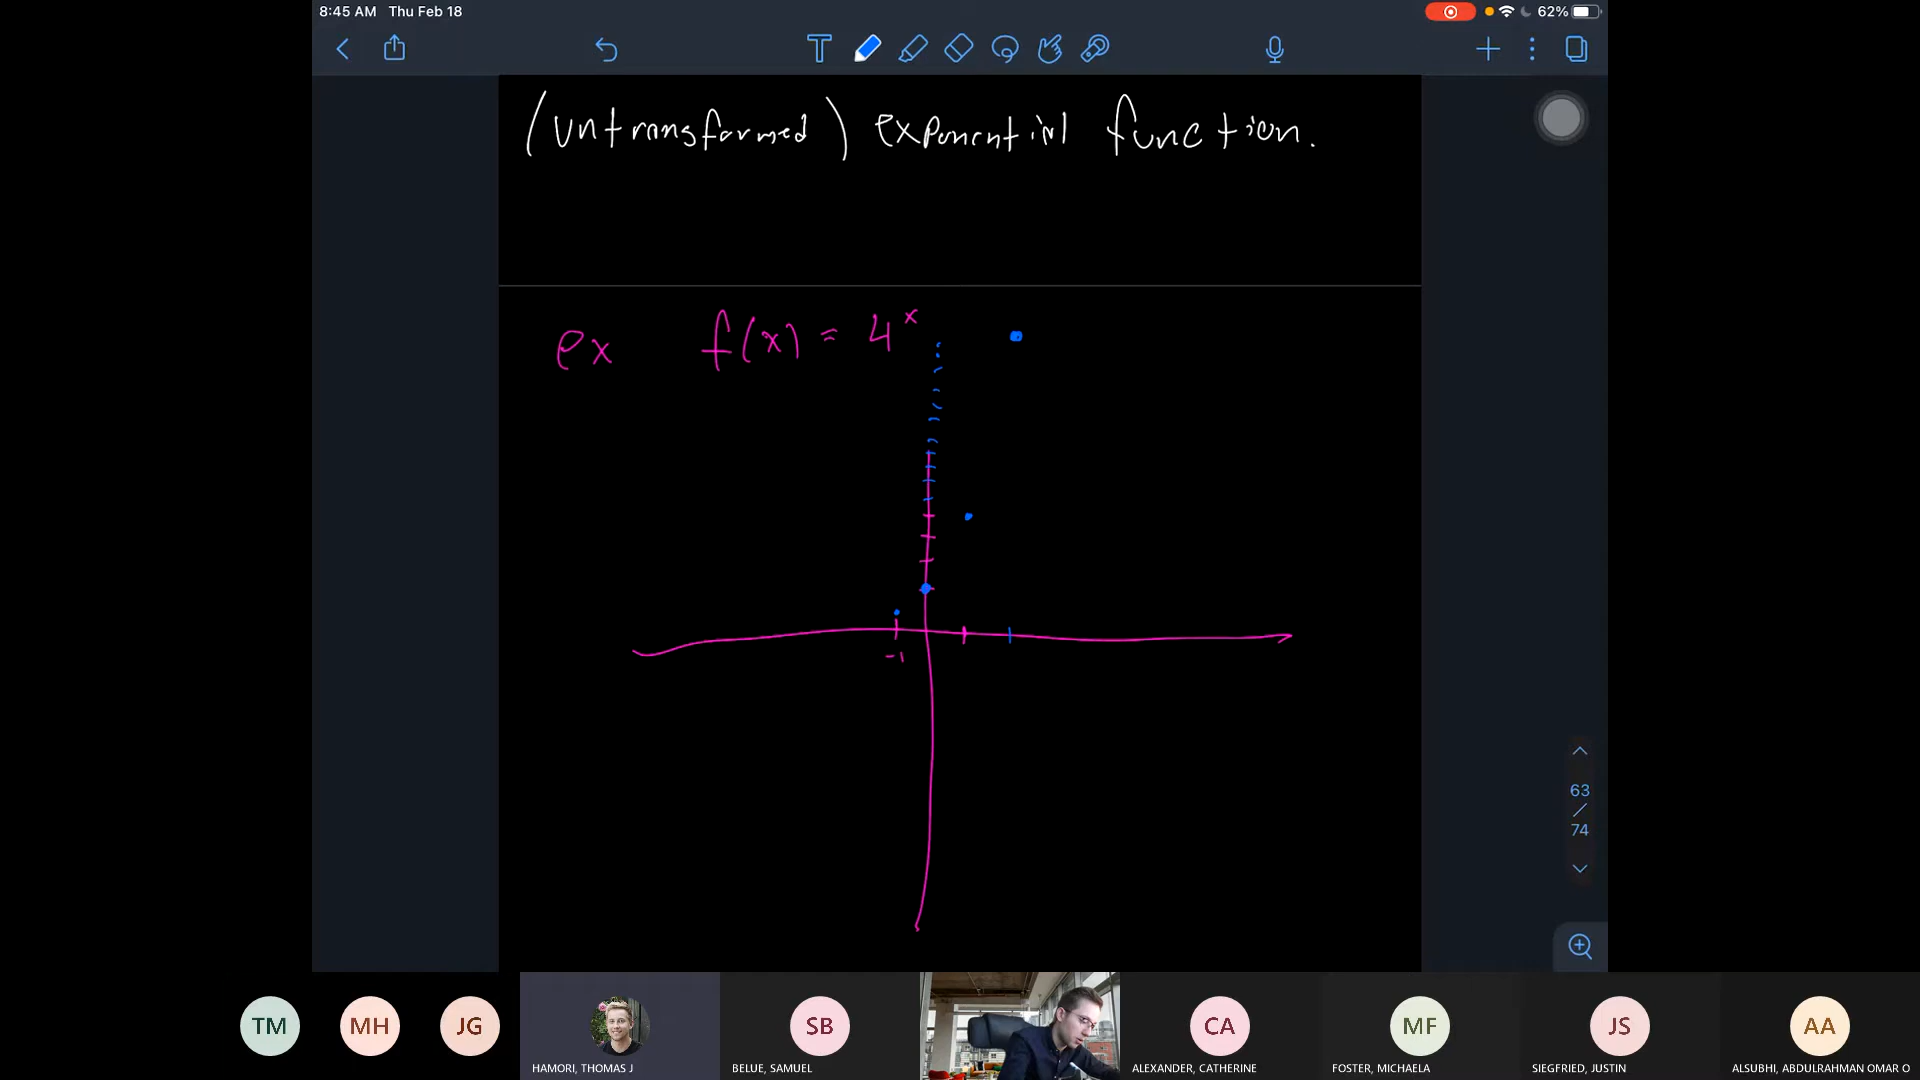 8:45 AM Thu Feb 18
62%
(untransformed) exponential function.
ex f(x) = 4^x
-1
63
/
74
TM MH JG SB CA MF JS AA
HAMORI, THOMAS J BELUE, SAMUEL ALEXANDER, CATHERINE FOSTER, MICHAELA SIEGFRIED, JUSTIN ALSUBHI, ABDULRAHMAN OMAR O